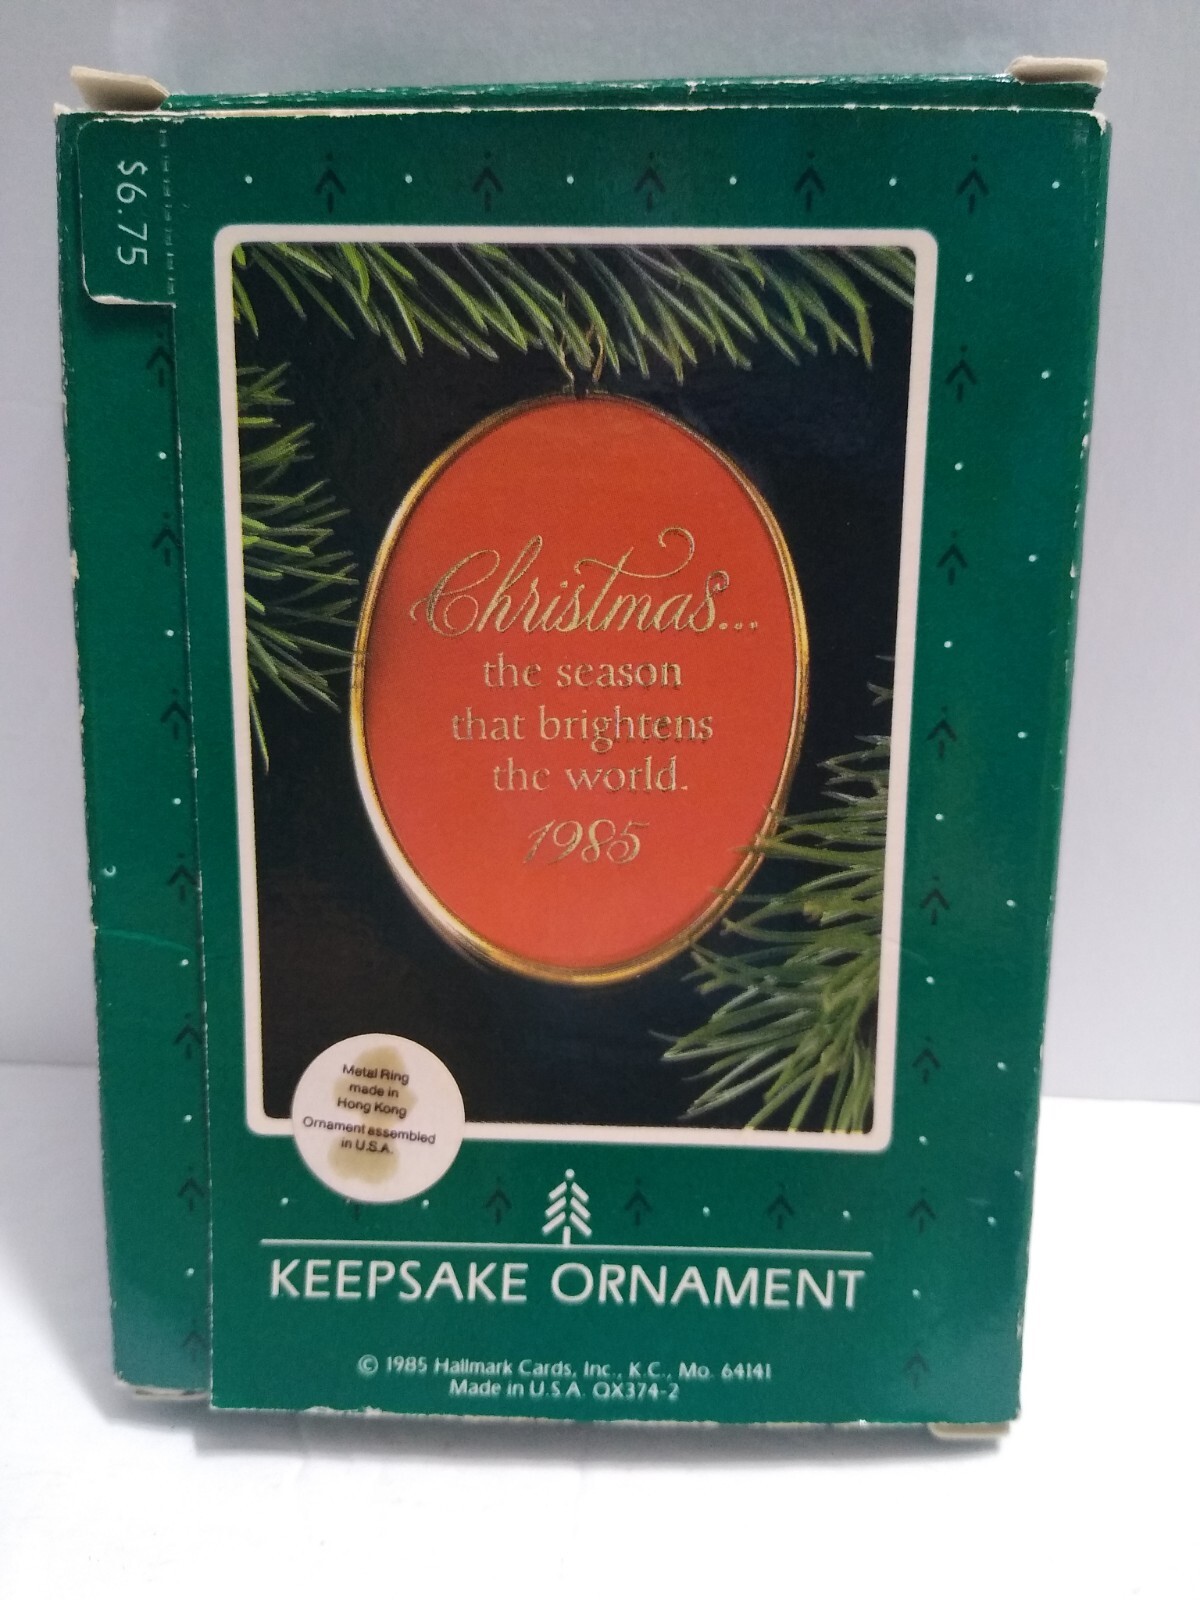 $6.75
Christmas...
the season
that brightens
the world.
1985
Metal Ring
made in
Hong Kong
Ornament assembled
in U.S.A.
KEEPSAKE ORNAMENT
© 1985 Hallmark Cards, Inc., K.C., Mo. 64141
Made in U.S.A. QX374-2